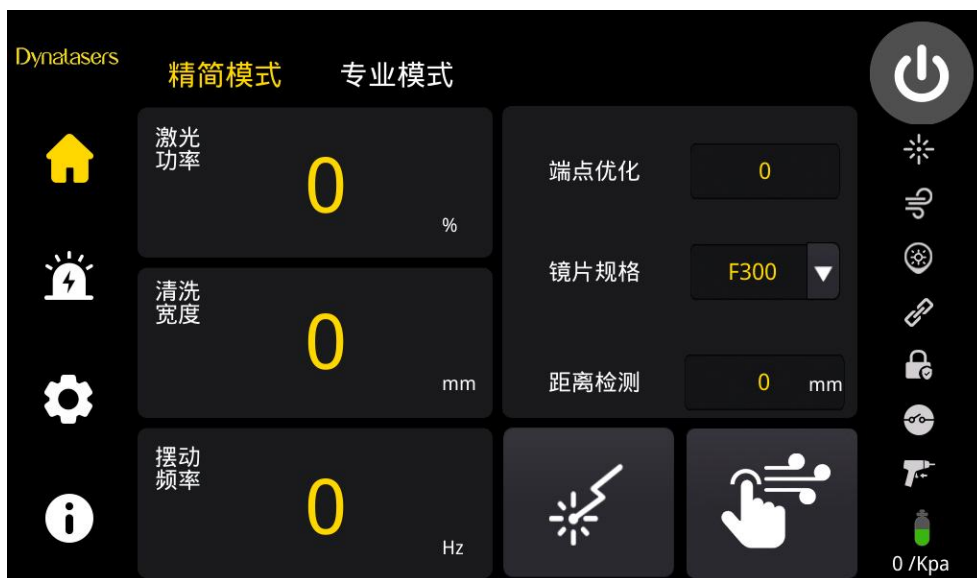 Dynalasers
精简模式
专业模式
激光
功率
0
%
端点优化
0
清洗
宽度
0
mm
镜片规格
F300
距离检测
0
mm
摆动
频率
0
Hz
0 /Kpa